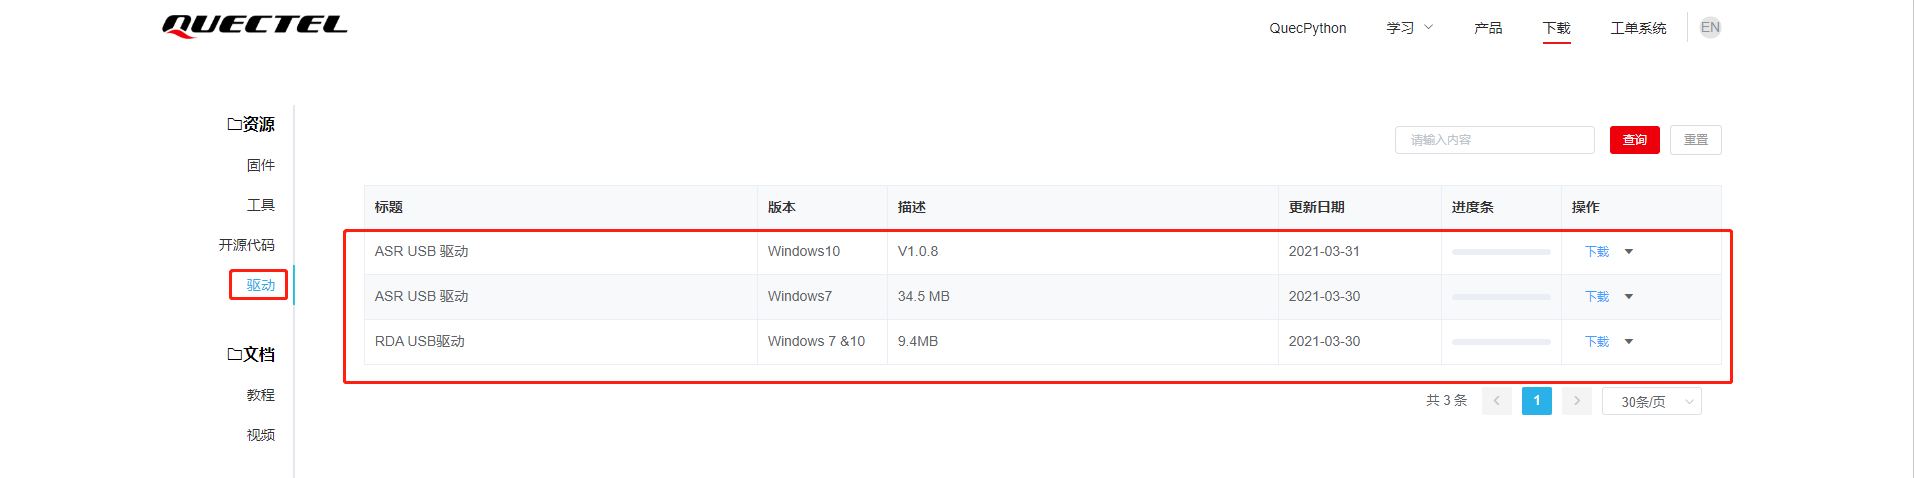 QUECTEL
QuecPython 学习 产品 下载 工单系统 EN
资源
固件
工具
开源代码
驱动
文档
教程
视频
请输入内容 查询 重置
标题 版本 描述 更新日期 进度条 操作
ASR USB 驱动 Windows10 V1.0.8 2021-03-31 下载
ASR USB 驱动 Windows7 34.5 MB 2021-03-30 下载
RDA USB驱动 Windows 7 &10 9.4MB 2021-03-30 下载
共 3 条 1 30条/页